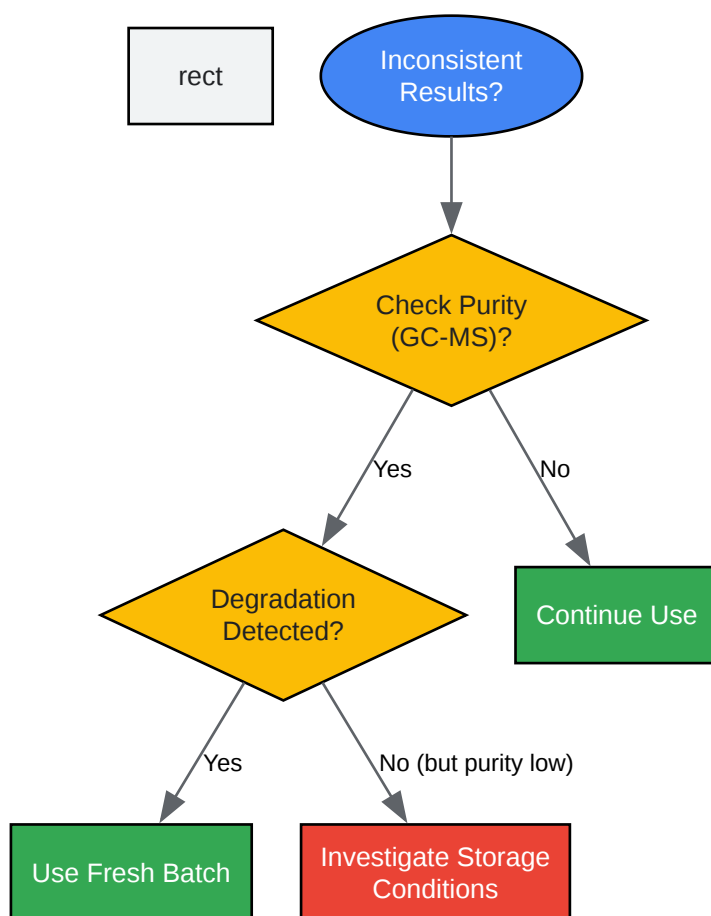 rect
Inconsistent
Results?
Check Purity
(GC-MS)?
Yes
No
Degradation
Detected?
Continue Use
Yes
No (but purity low)
Use Fresh Batch
Investigate Storage
Conditions